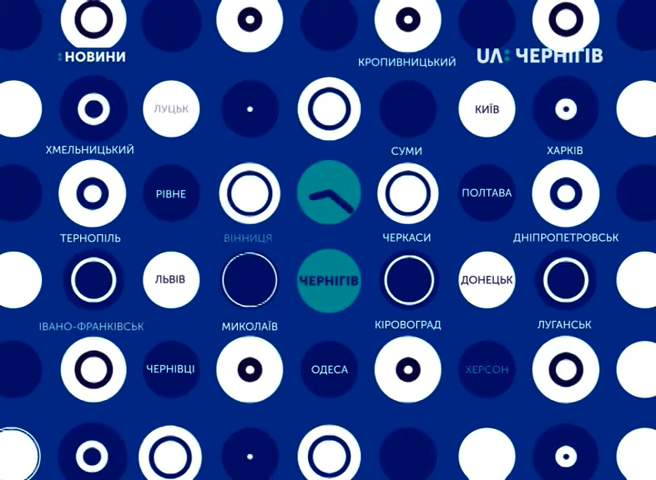 :НОВИНИ
КРОПИВНИЦЬКИЙ
UA: ЧЕРНІГІВ
ЛУЦЬК
КИЇВ
ХМЕЛЬНИЦЬКИЙ
СУМИ
ХАРКІВ
РІВНЕ
ПОЛТАВА
ТЕРНОПІЛЬ
ВІННИЦЯ
ЧЕРКАСИ
ДНІПРОПЕТРОВСЬК
ЛЬВІВ
ЧЕРНІГІВ
ДОНЕЦЬК
ІВАНО-ФРАНКІВСЬК
МИКОЛАЇВ
КІРОВОГРАД
ЛУГАНСЬК
ЧЕРНІВЦІ
ОДЕСА
ХЕРСОН